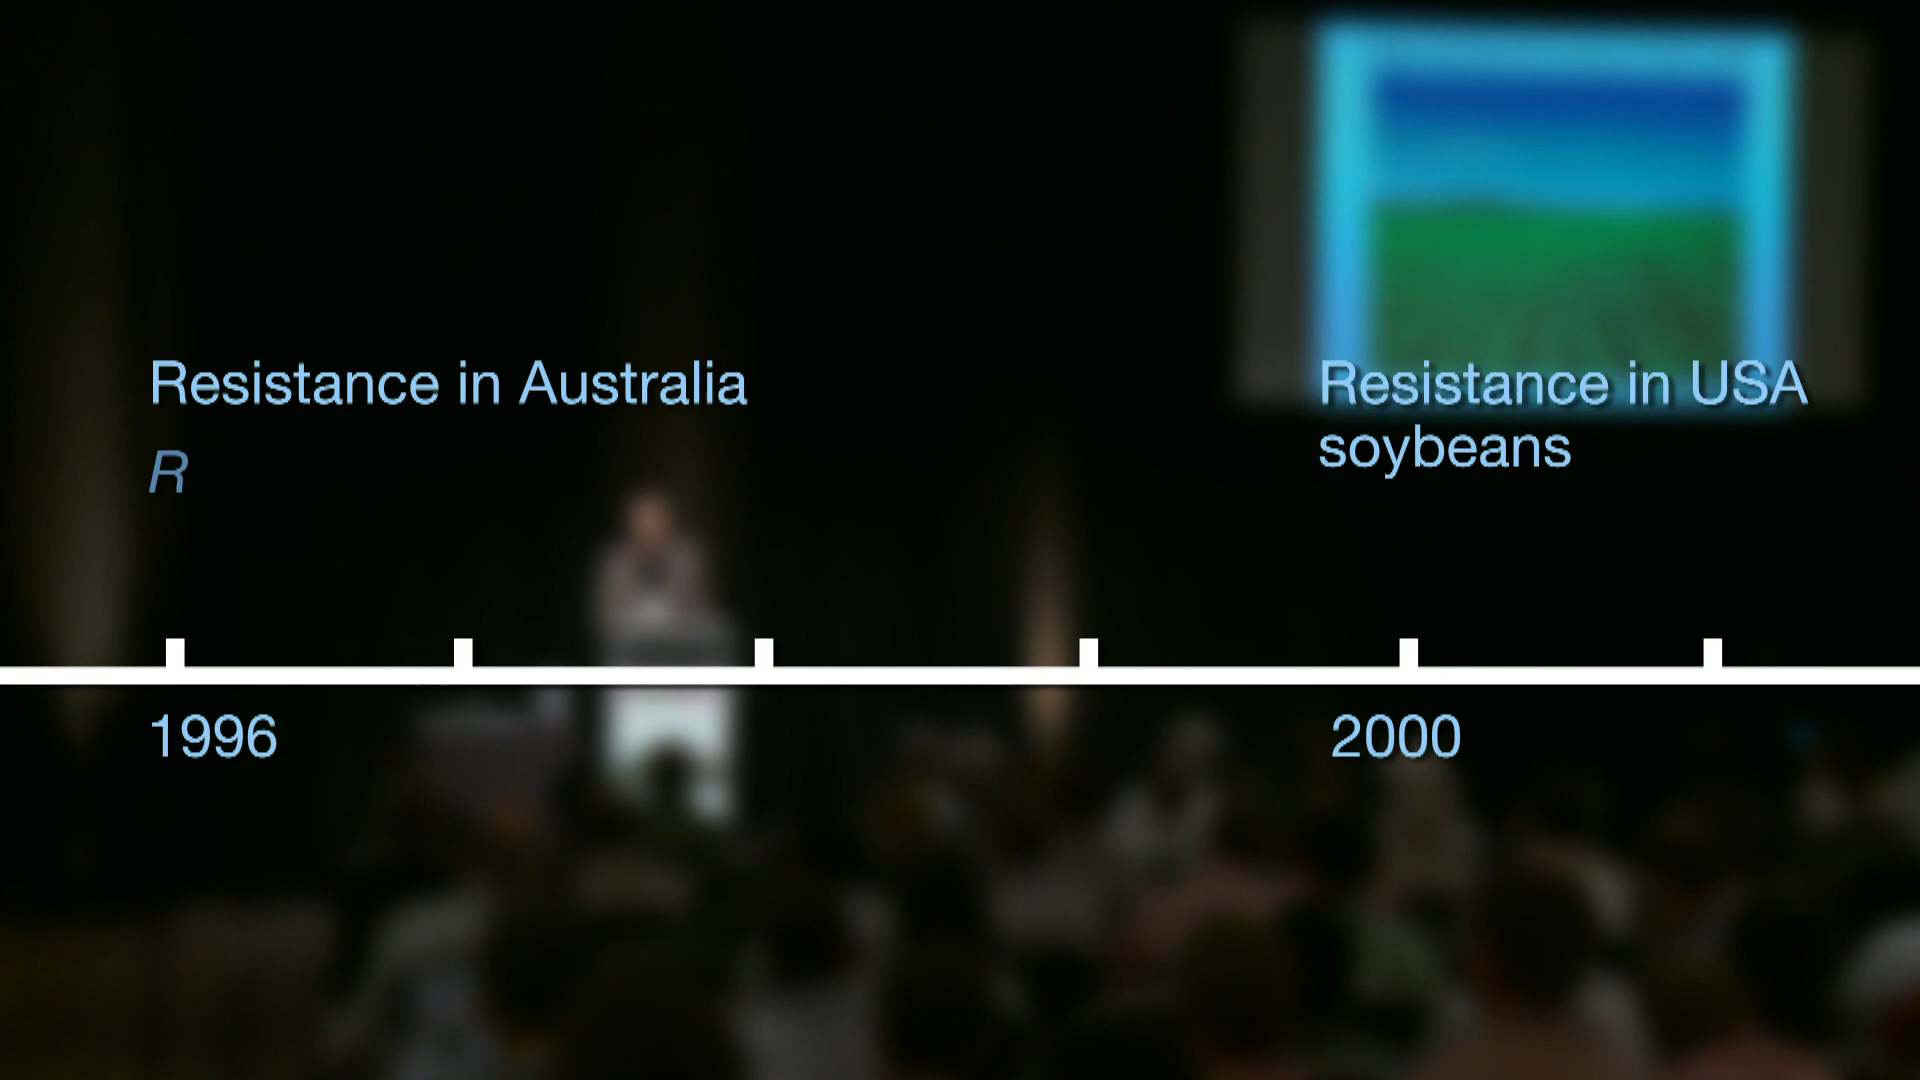 Resistance in Australia
R
Resistance in USA
soybeans
1996
2000